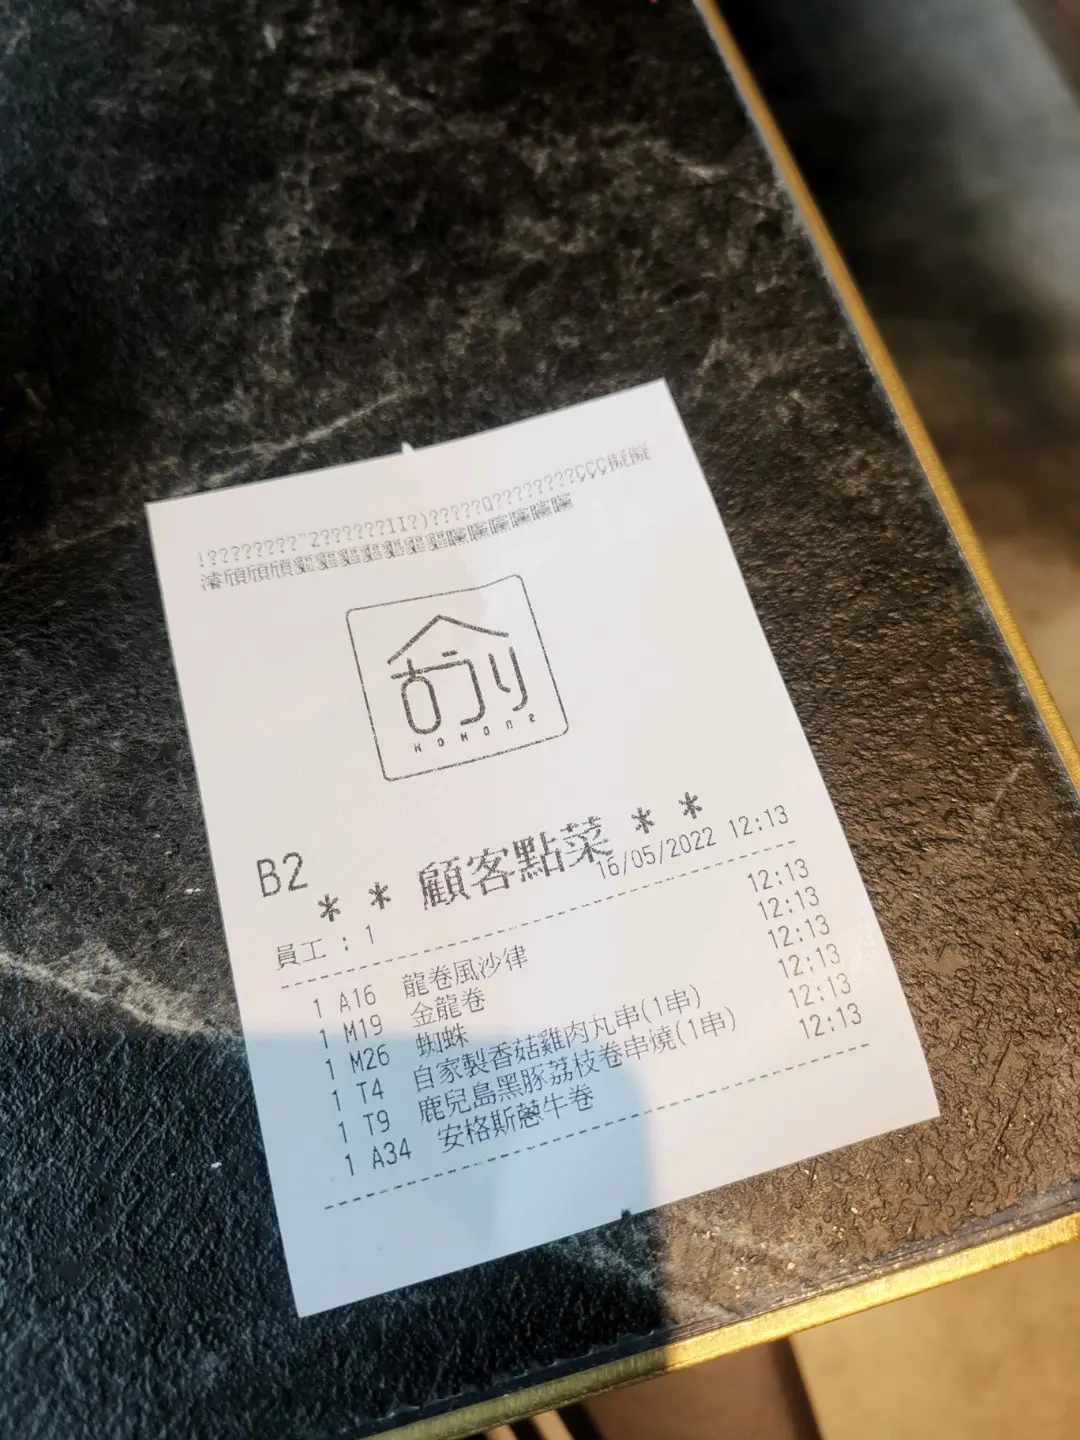 !?????????"2???????II?)?????Q????????ÇÇÇ
KOHONE
B2
** 顧客點菜 **
16/05/2022 12:13
員工 : 1
1 A16 龍卷風沙律 12:13
1 M19 金龍卷 12:13
1 M26 蜘蛛 12:13
1 T4 自家製香菇雞肉丸串(1串) 12:13
1 T9 鹿兒島黑豚荔枝卷串燒(1串) 12:13
1 A34 安格斯蔥牛卷 12:13